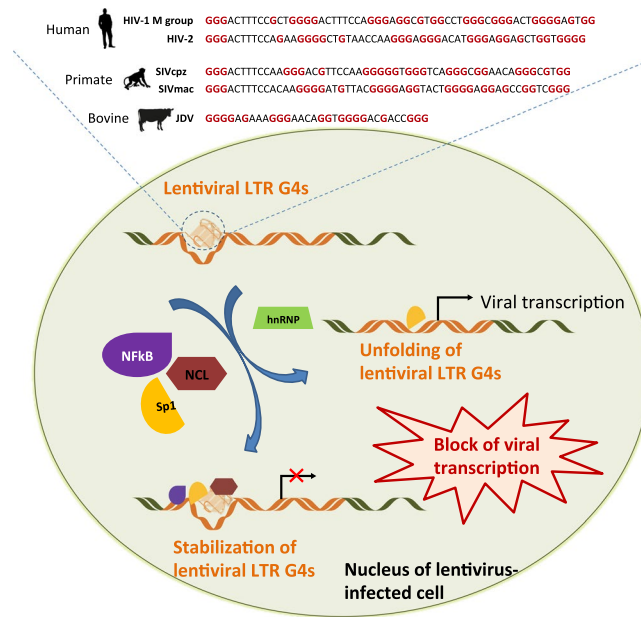 Human
HIV-1 M group GGGACTTTCCGCTGGGGACTTTCCAGGGAGGCGTGGCCTGGGCGGGACTGGGGAGTGG
HIV-2 GGGACTTTCCAGAAGGGGCTGTAACCAAGGGAGGGACATGGGAGGAGCTGGTGGGG
Primate
SIVcpz GGGACTTTCCAAGGGACGTTCCAAGGGGGTGGGTCAGGGCGGAACAGGGCGTGG
SIVmac GGGACTTTCCACAAGGGGATGTTACGGGGAGGTACTGGGGAGGAGCCGGTCGGG
Bovine JDV GGGGAGAAAGGGAACAGGTGGGGACGACCGGG
Lentiviral LTR G4s
hnRNP
Viral transcription
NFkB
NCL
Sp1
Unfolding of
lentiviral LTR G4s
Block of viral
transcription
Stabilization of
lentiviral LTR G4s
Nucleus of lentivirus-
infected cell